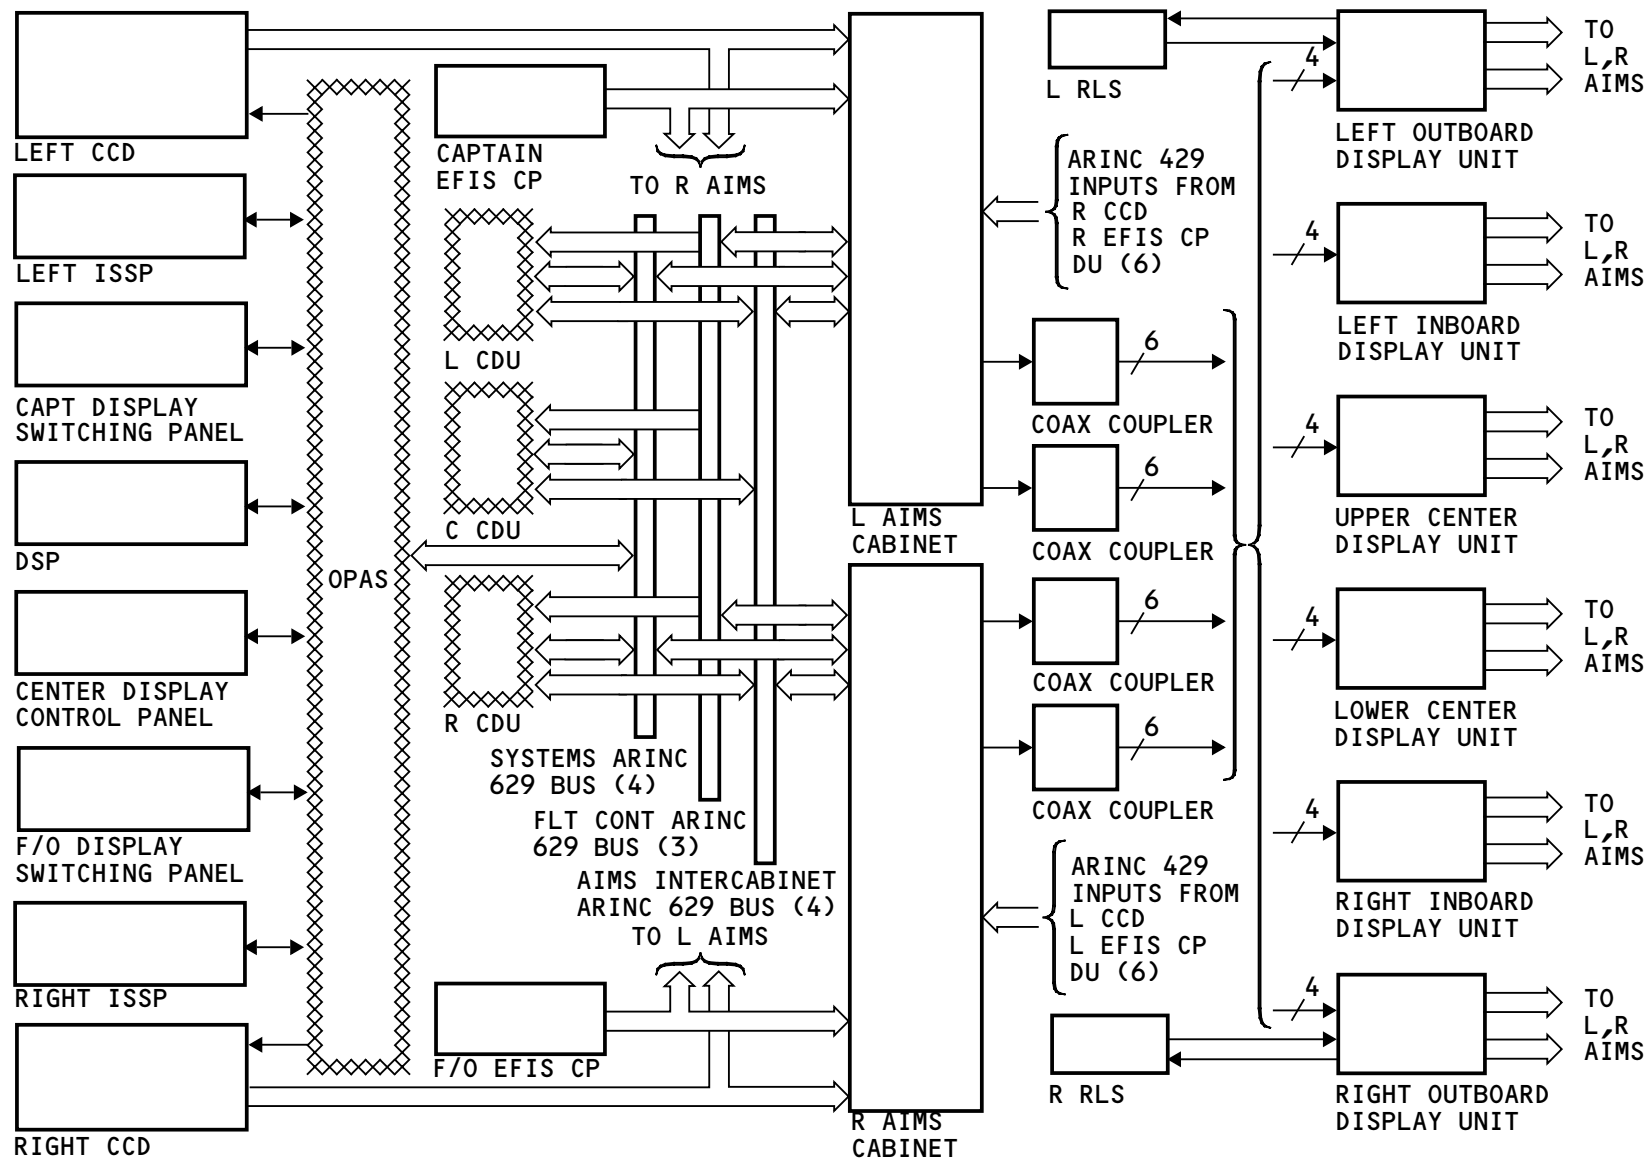 LEFT CCD
LEFT ISSP
CAPT DISPLAY
SWITCHING PANEL
DSP
CENTER DISPLAY
CONTROL PANEL
F/O DISPLAY
SWITCHING PANEL
RIGHT ISSP
RIGHT CCD
OPAS
CAPTAIN
EFIS CP
TO R AIMS
L CDU
C CDU
R CDU
SYSTEMS ARINC
629 BUS (4)
FLT CONT ARINC
629 BUS (3)
AIMS INTERCABINET
ARINC 629 BUS (4)
TO L AIMS
F/O EFIS CP
L AIMS
CABINET
R AIMS
CABINET
L RLS
ARINC 429
INPUTS FROM
R CCD
R EFIS CP
DU (6)
6
COAX COUPLER
6
COAX COUPLER
6
COAX COUPLER
6
COAX COUPLER
ARINC 429
INPUTS FROM
L CCD
L EFIS CP
DU (6)
R RLS
4
LEFT OUTBOARD
DISPLAY UNIT
TO
L,R
AIMS
4
LEFT INBOARD
DISPLAY UNIT
TO
L,R
AIMS
4
UPPER CENTER
DISPLAY UNIT
TO
L,R
AIMS
4
LOWER CENTER
DISPLAY UNIT
TO
L,R
AIMS
4
RIGHT INBOARD
DISPLAY UNIT
TO
L,R
AIMS
4
RIGHT OUTBOARD
DISPLAY UNIT
TO
L,R
AIMS